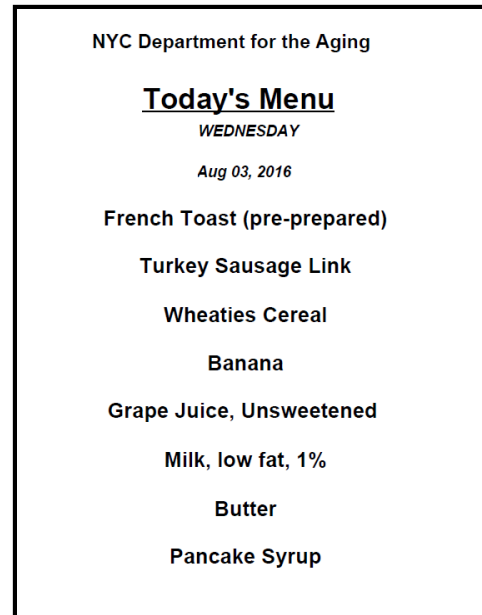 NYC Department for the Aging
Today's Menu
WEDNESDAY
Aug 03, 2016
French Toast (pre-prepared)
Turkey Sausage Link
Wheaties Cereal
Banana
Grape Juice, Unsweetened
Milk, low fat, 1%
Butter
Pancake Syrup